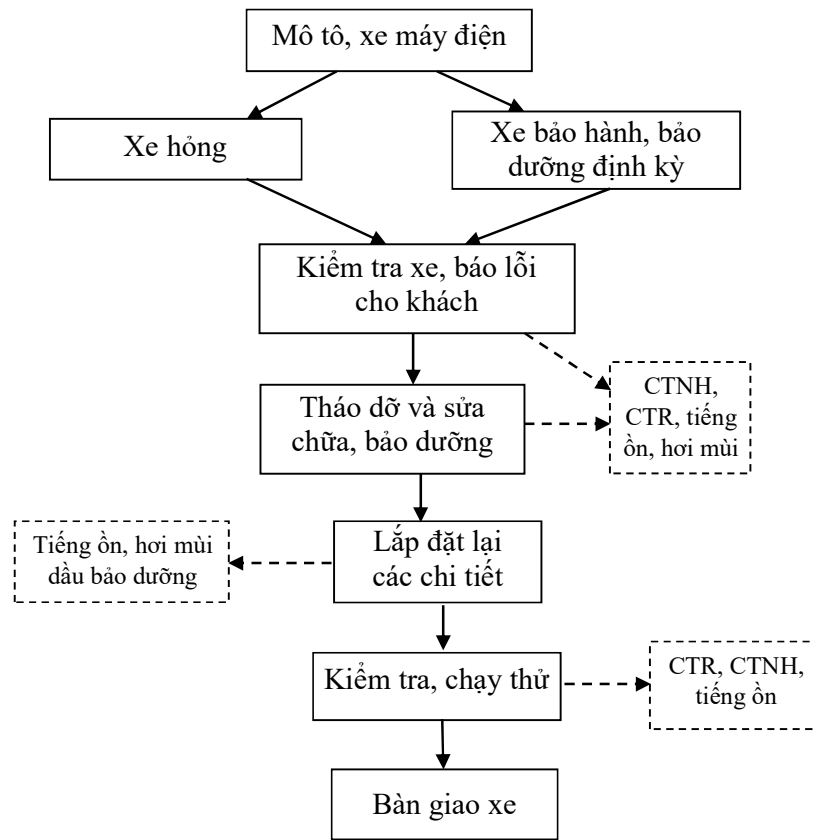 Mô tô, xe máy điện
Xe hỏng
Xe bảo hành, bảo
dưỡng định kỳ
Kiểm tra xe, báo lỗi
cho khách
CTNH,
CTR, tiếng
ồn, hơi mùi
Tháo dỡ và sửa
chữa, bảo dưỡng
Tiếng ồn, hơi mùi
dầu bảo dưỡng
Lắp đặt lại
các chi tiết
Kiểm tra, chạy thử
CTR, CTNH,
tiếng ồn
Bàn giao xe